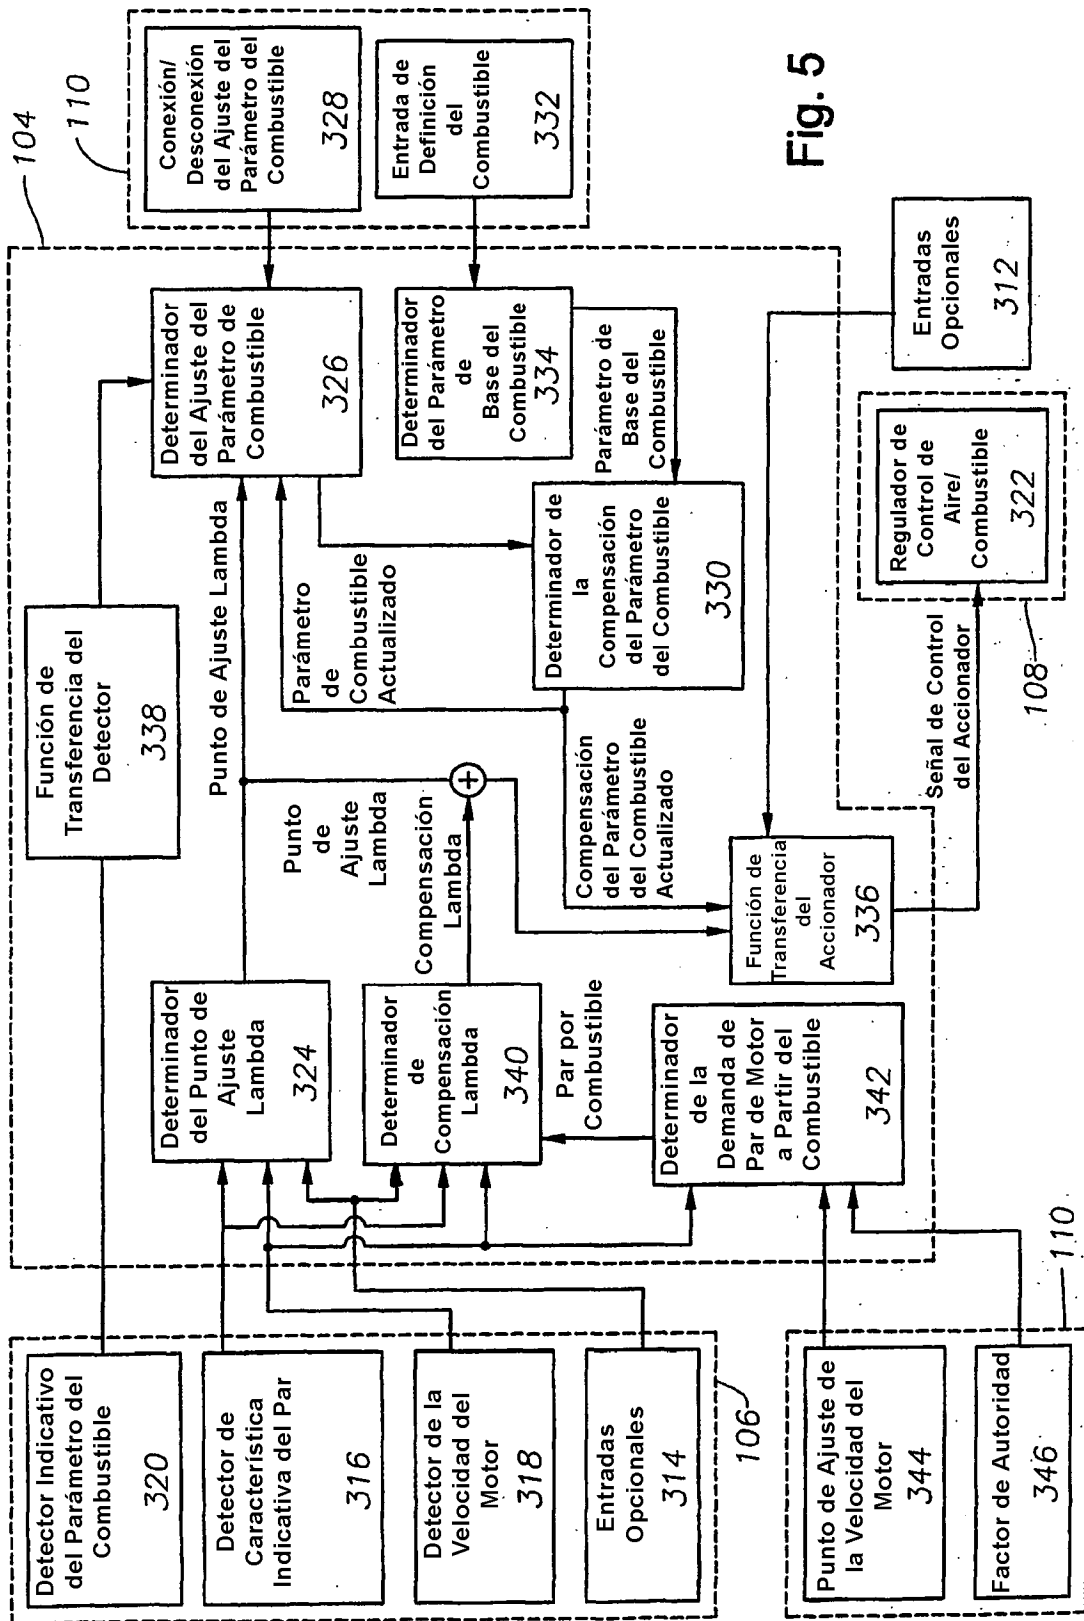 Detector Indicativo
del Parámetro del
Combustible
320
Detector de
Característica
Indicativa del Par
316
Detector de la
Velocidad del
Motor
318
Entradas
Opcionales
314
106
Punto de Ajuste de
la Velocidad del
Motor
344
Factor de Autoridad
346
110
Función de
Transferencia del
Detector
338
Determinador
del Punto de
Ajuste
Lambda
324
Determinador
de
Compensación
Lambda
340
Par por
Combustible
Determinador
de la
Demanda de
Par de Motor
a Partir del
Combustible
342
Punto de Ajuste Lambda
Punto
de
Ajuste
Lambda
Compensación
Lambda
+
Parámetro
de
Combustible
Actualizado
Compensación
del Parámetro
del Combustible
Actualizado
Función de
Transferencia
del
Accionador
336
Determinador
del Ajuste del
Parámetro de
Combustible
326
Determinador
del Parámetro
de
Base del
Combustible
334
Parámetro de
Base del
Combustible
Determinador de
la
Compensación
del Parámetro
del Combustible
330
104
110
Conexión/
Desconexión
del Ajuste del
Parámetro del
Combustible
328
Entrada de
Definición
del
Combustible
332
Entradas
Opcionales
312
Regulador de
Control de
Aire/
Combustible
322
108
Señal de Control
del Accionador
Fig. 5